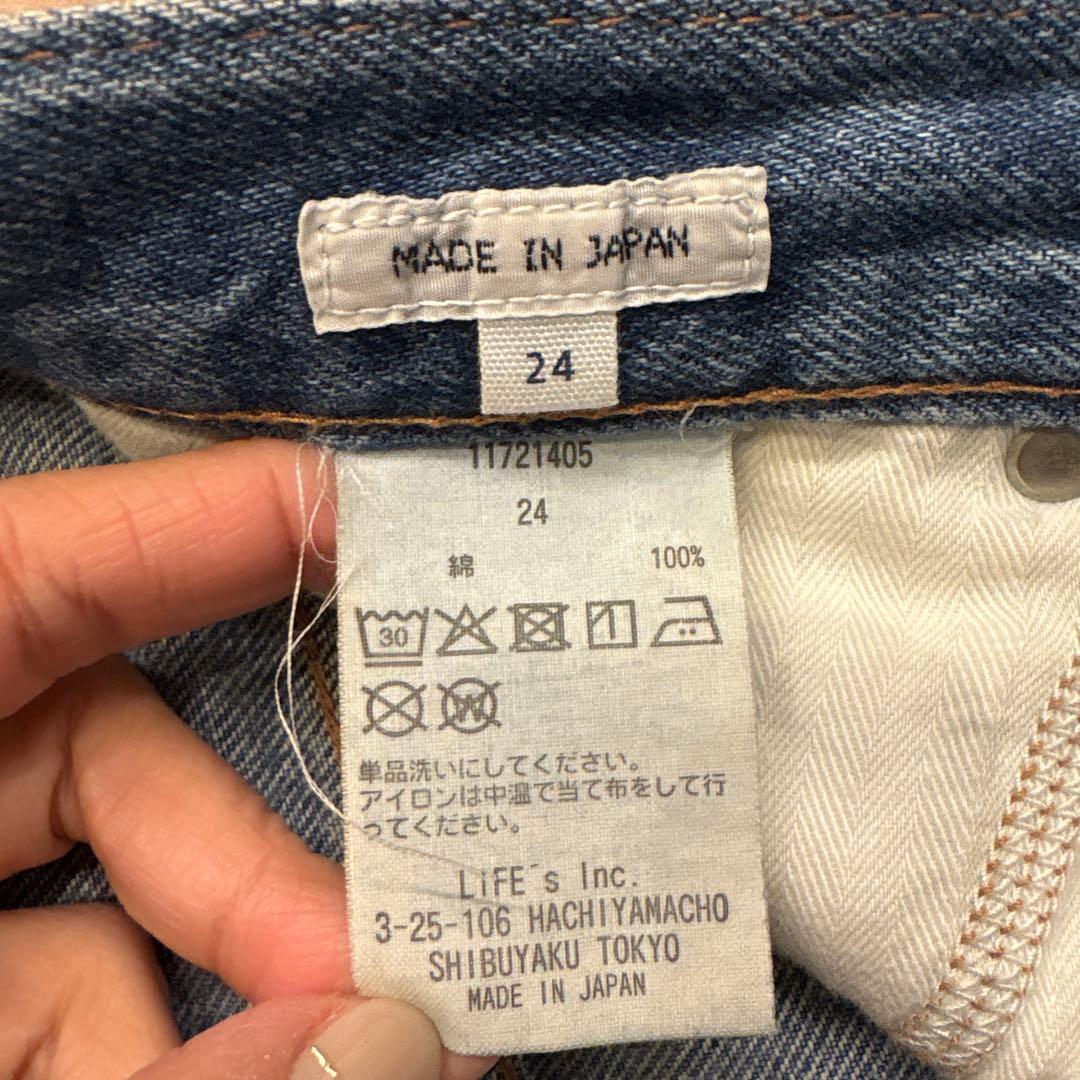 MADE IN JAPAN
24
11721405
24
綿 100%
30
W
単品洗いにしてください。
アイロンは中温で当て布をして行
ってください。
LiFE´s Inc.
3-25-106 HACHIYAMACHO
SHIBUYAKU TOKYO
MADE IN JAPAN